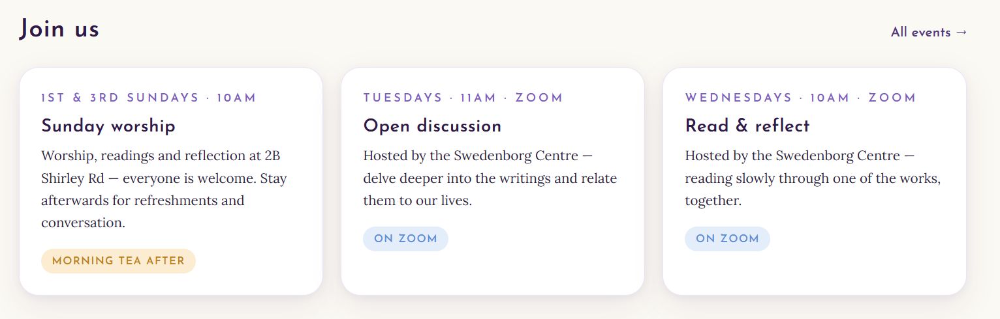 Join us
All events →
1ST & 3RD SUNDAYS · 10AM
Sunday worship
Worship, readings and reflection at 2B
Shirley Rd — everyone is welcome. Stay
afterwards for refreshments and
conversation.
MORNING TEA AFTER
TUESDAYS · 11AM · ZOOM
Open discussion
Hosted by the Swedenborg Centre —
delve deeper into the writings and relate
them to our lives.
ON ZOOM
WEDNESDAYS · 10AM · ZOOM
Read & reflect
Hosted by the Swedenborg Centre —
reading slowly through one of the works,
together.
ON ZOOM